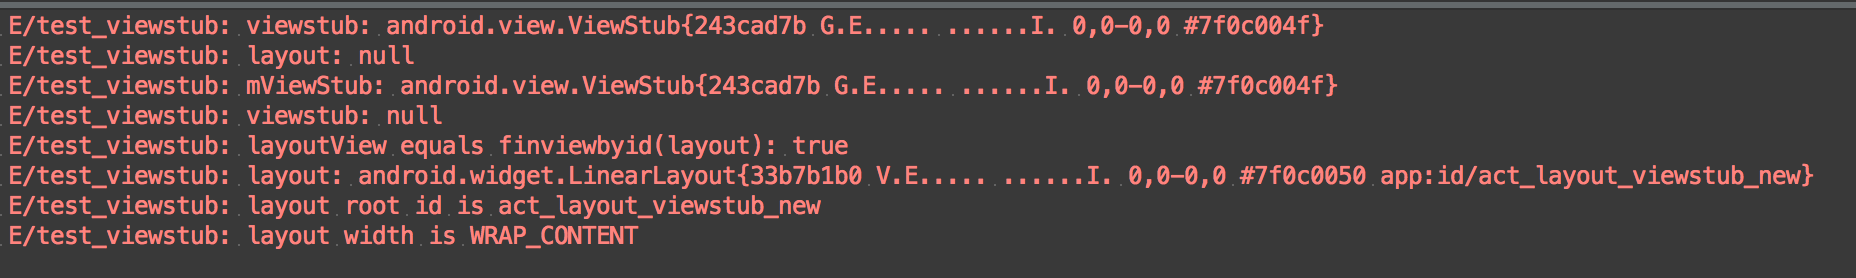 E/test_viewstub: viewstub: android.view.ViewStub{243cad7b G.E..... ......I. 0,0-0,0 #7f0c004f}
E/test_viewstub: layout: null
E/test_viewstub: mViewStub: android.view.ViewStub{243cad7b G.E..... ......I. 0,0-0,0 #7f0c004f}
E/test_viewstub: viewstub: null
E/test_viewstub: layoutView equals finviewbyid(layout): true
E/test_viewstub: layout: android.widget.LinearLayout{33b7b1b0 V.E..... ......I. 0,0-0,0 #7f0c0050 app:id/act_layout_viewstub_new}
E/test_viewstub: layout root id is act_layout_viewstub_new
E/test_viewstub: layout width is WRAP_CONTENT